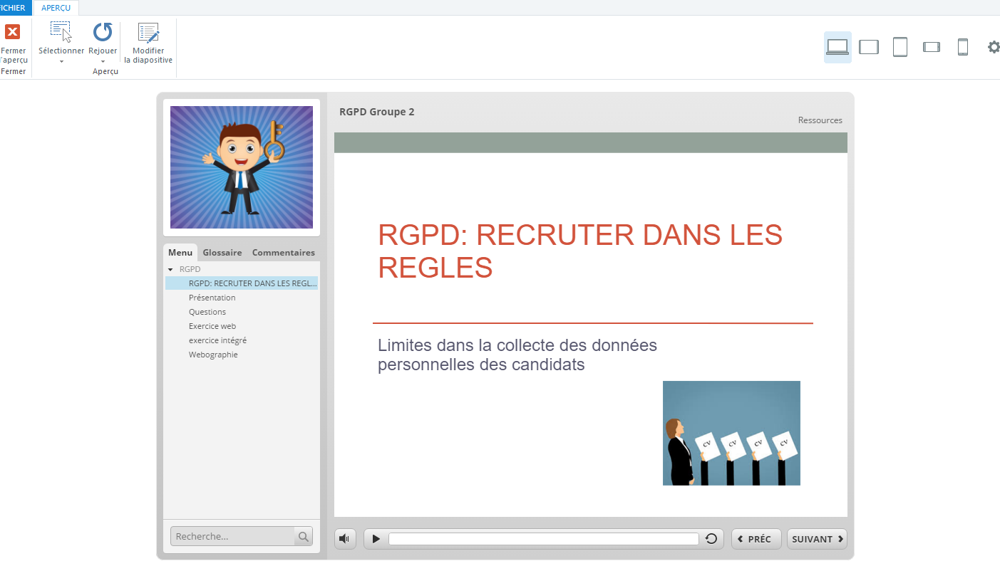 FICHIER APERÇU
Fermer
l'aperçu
Sélectionner
Rejouer
Modifier
la diapositive
Fermer
Aperçu
RGPD Groupe 2
Ressources
Menu Glossaire Commentaires
RGPD
RGPD: RECRUTER DANS LES REGL...
Présentation
Questions
Exercice web
exercice intégré
Webographie
Recherche...
RGPD: RECRUTER DANS LES
REGLES
Limites dans la collecte des données
personnelles des candidats
CV CV CV CV
PRÉC
SUIVANT